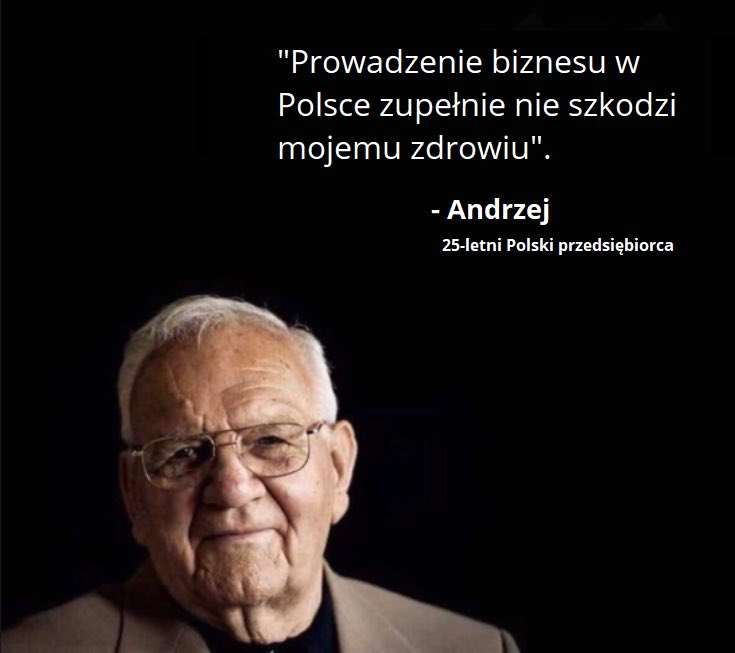 "Prowadzenie biznesu w
Polsce zupełnie nie szkodzi
mojemu zdrowiu".
- Andrzej
25-letni Polski przedsiębiorca